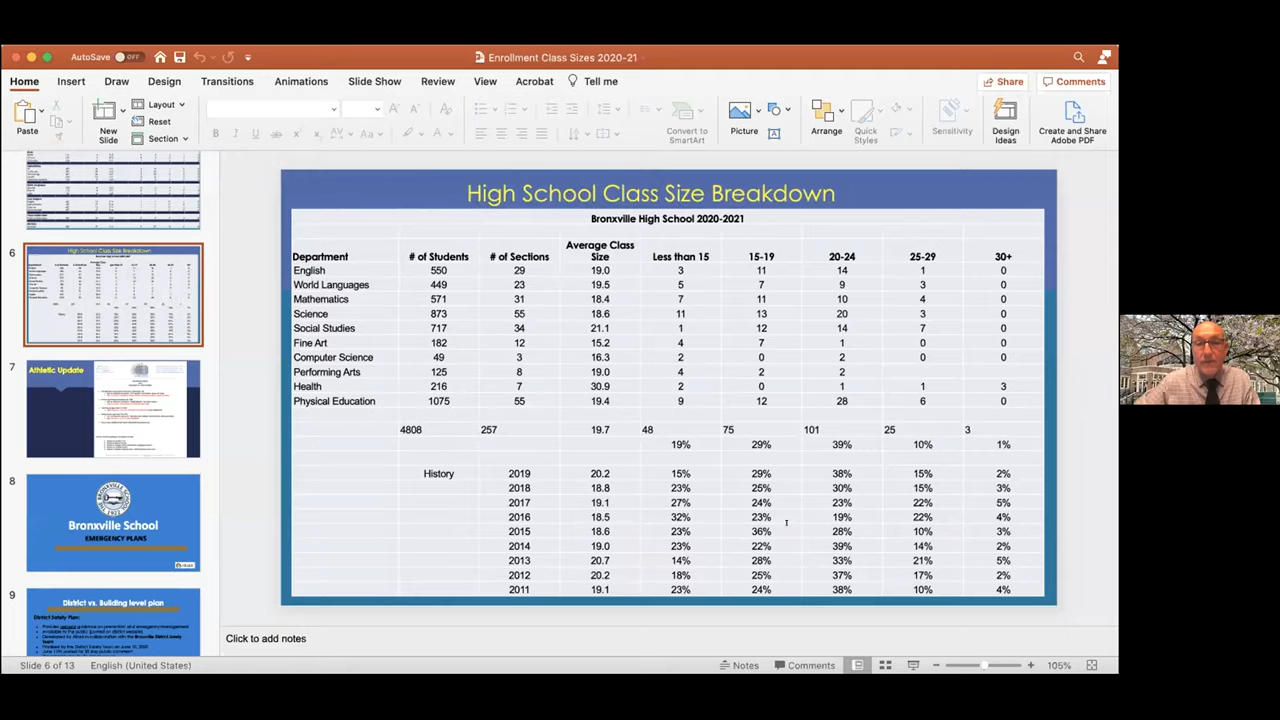 AutoSave OFF
Enrollment Class Sizes 2020-21
Home Insert Draw Design Transitions Animations Slide Show Review View Acrobat Tell me
Share Comments
Paste
New Slide
Layout
Reset
Section
Convert to SmartArt
Picture
Arrange
Quick Styles
Sensitivity
Design Ideas
Create and Share Adobe PDF
6
High School Class Size Breakdown
7
Athletic Update
8
Bronxville School
EMERGENCY PLANS
9
District vs. Building level plan
District Safety Plan:
High School Class Size Breakdown
Bronxville High School 2020-2021
Department # of Students # of Sections Average Class Size Less than 15 15-19 20-24 25-29 30+
English 550 29 19.0 3 11 14 1 0
World Languages 449 23 19.5 5 7 9 3 0
Mathematics 571 31 18.4 7 11 10 4 0
Science 873 55 18.6 11 13 20 3 0
Social Studies 717 34 21.1 1 12 14 7 0
Fine Art 182 12 15.2 4 7 1 0 0
Computer Science 49 3 16.3 2 0 2 0 0
Performing Arts 125 8 19.0 4 2 2
Health 216 7 30.9 2 0 1 1
Physical Education 1075 55 19.4 9 12 28 6 0
4808 257 19.7 48 75 101 25 3
19% 29% 39% 10% 1%
History 2019 20.2 15% 29% 38% 15% 2%
2018 18.8 23% 25% 30% 15% 3%
2017 19.1 27% 24% 23% 22% 5%
2016 18.5 32% 23% 19% 22% 4%
2015 18.6 23% 36% 28% 10% 3%
2014 19.0 23% 22% 39% 14% 2%
2013 20.7 14% 28% 33% 21% 5%
2012 20.2 18% 25% 37% 17% 2%
2011 19.1 23% 24% 38% 10% 4%
Click to add notes
Slide 6 of 13 English (United States) Notes Comments 105%